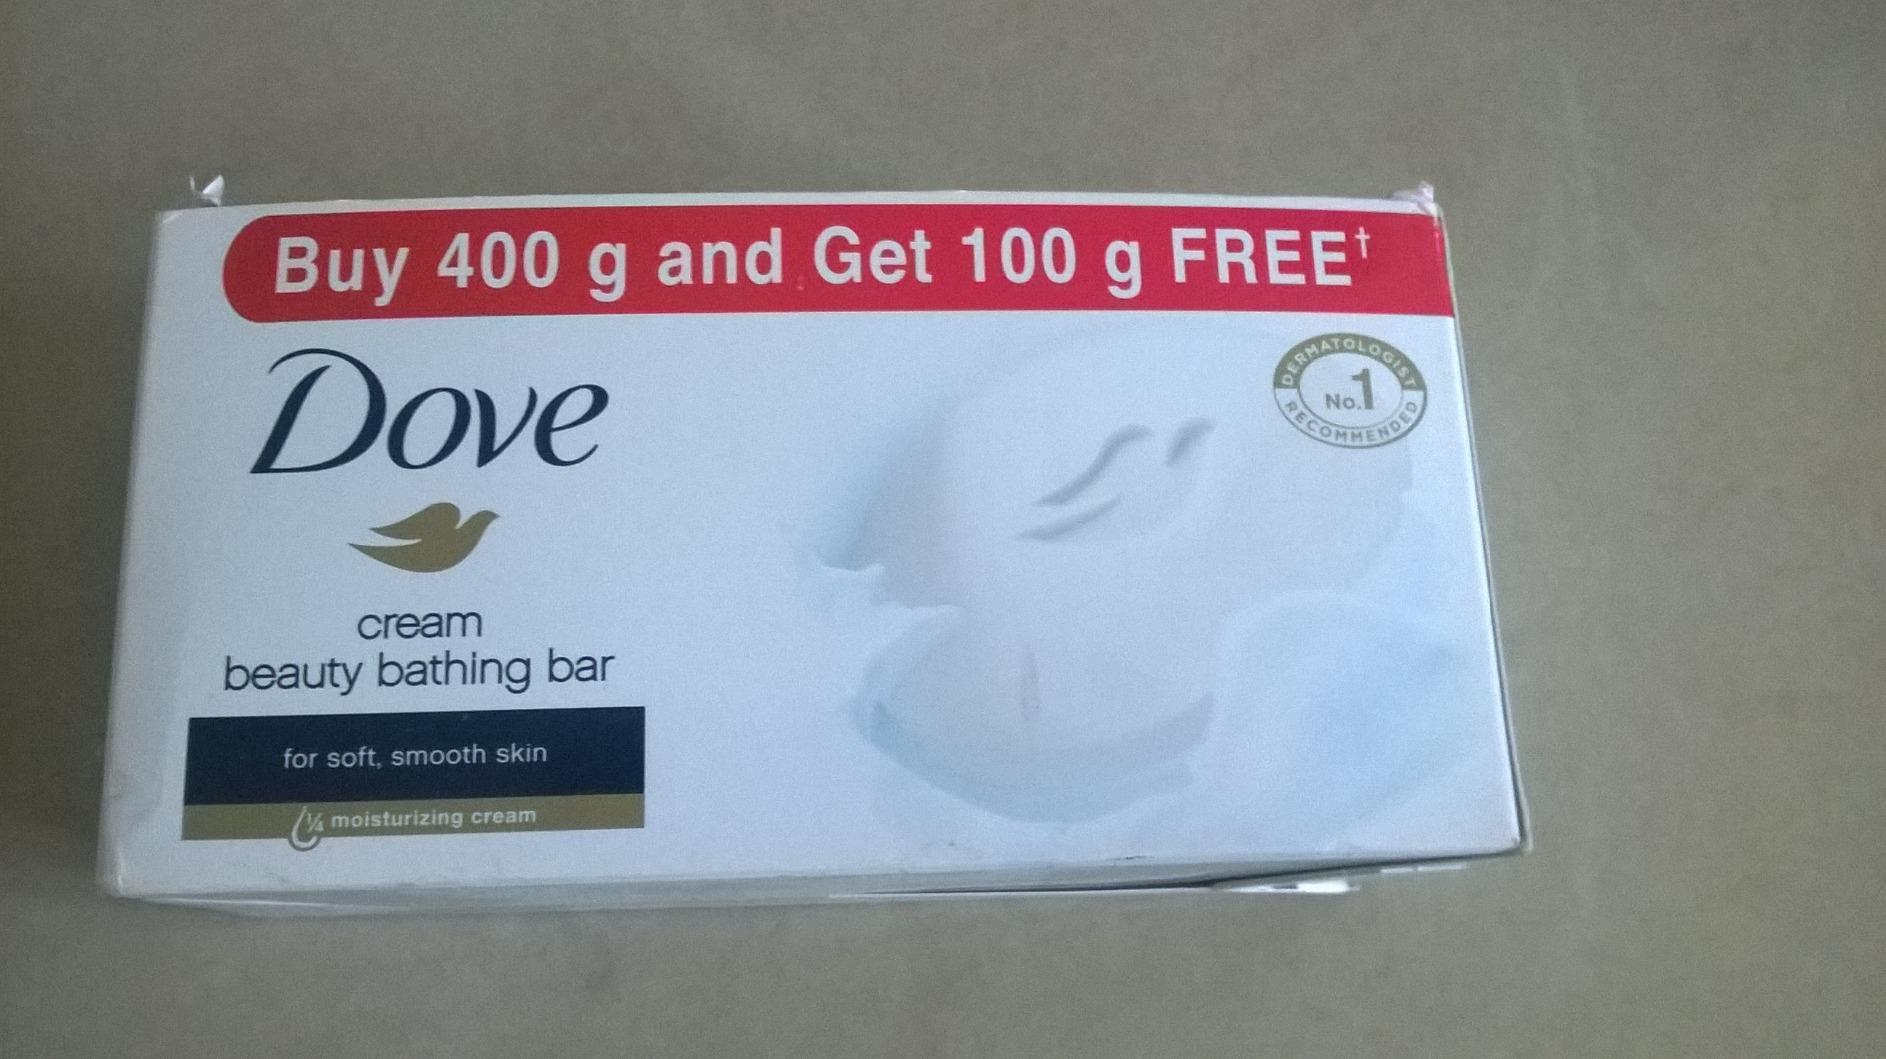 Buy 400 g and Get 100 g FREE†
Dove
DERMATOLOGIST
No.1
RECOMMENDED
cream
beauty bathing bar
for soft, smooth skin
¼ moisturizing cream